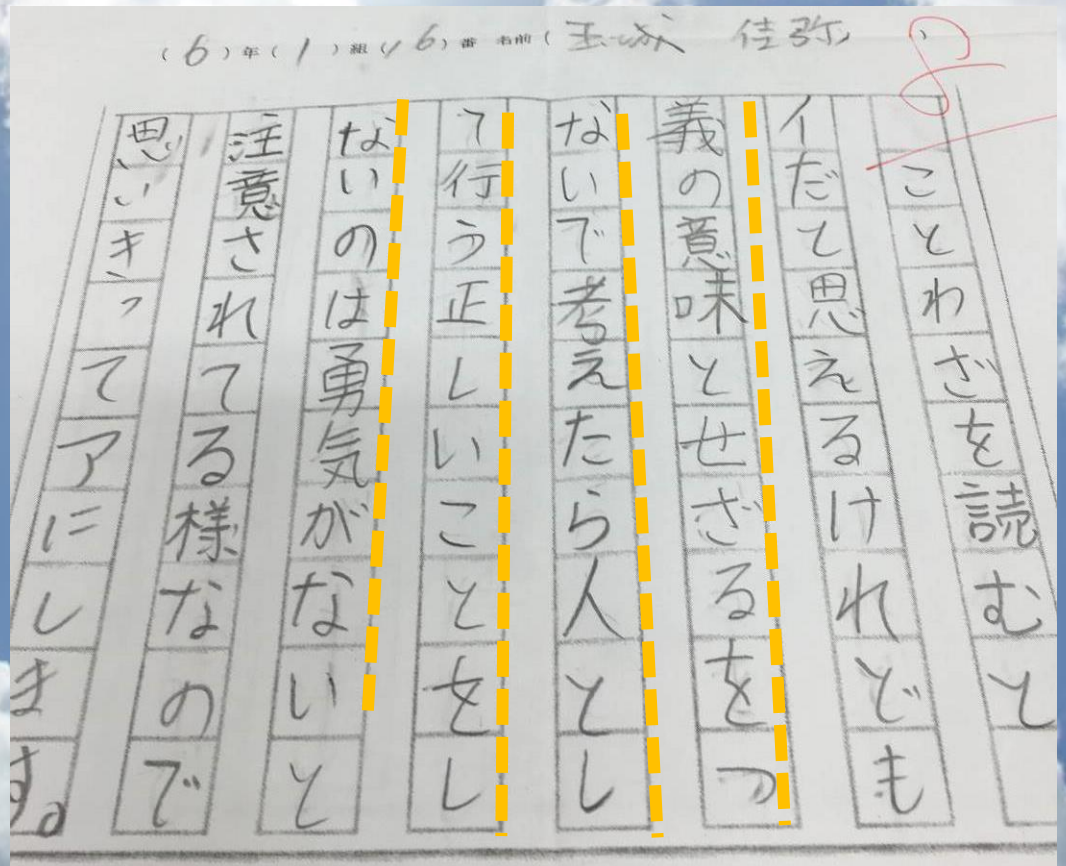 (6)年(1)組(16)番 名前(玉城 佳弥)
ことわざを読むと
イだと思えるけれども
義の意味とせざるをつ
ないで考えたら人とし
て行う正しいことをし
ないのは勇気がないと
注意されてる様なので
思いきってアにします。